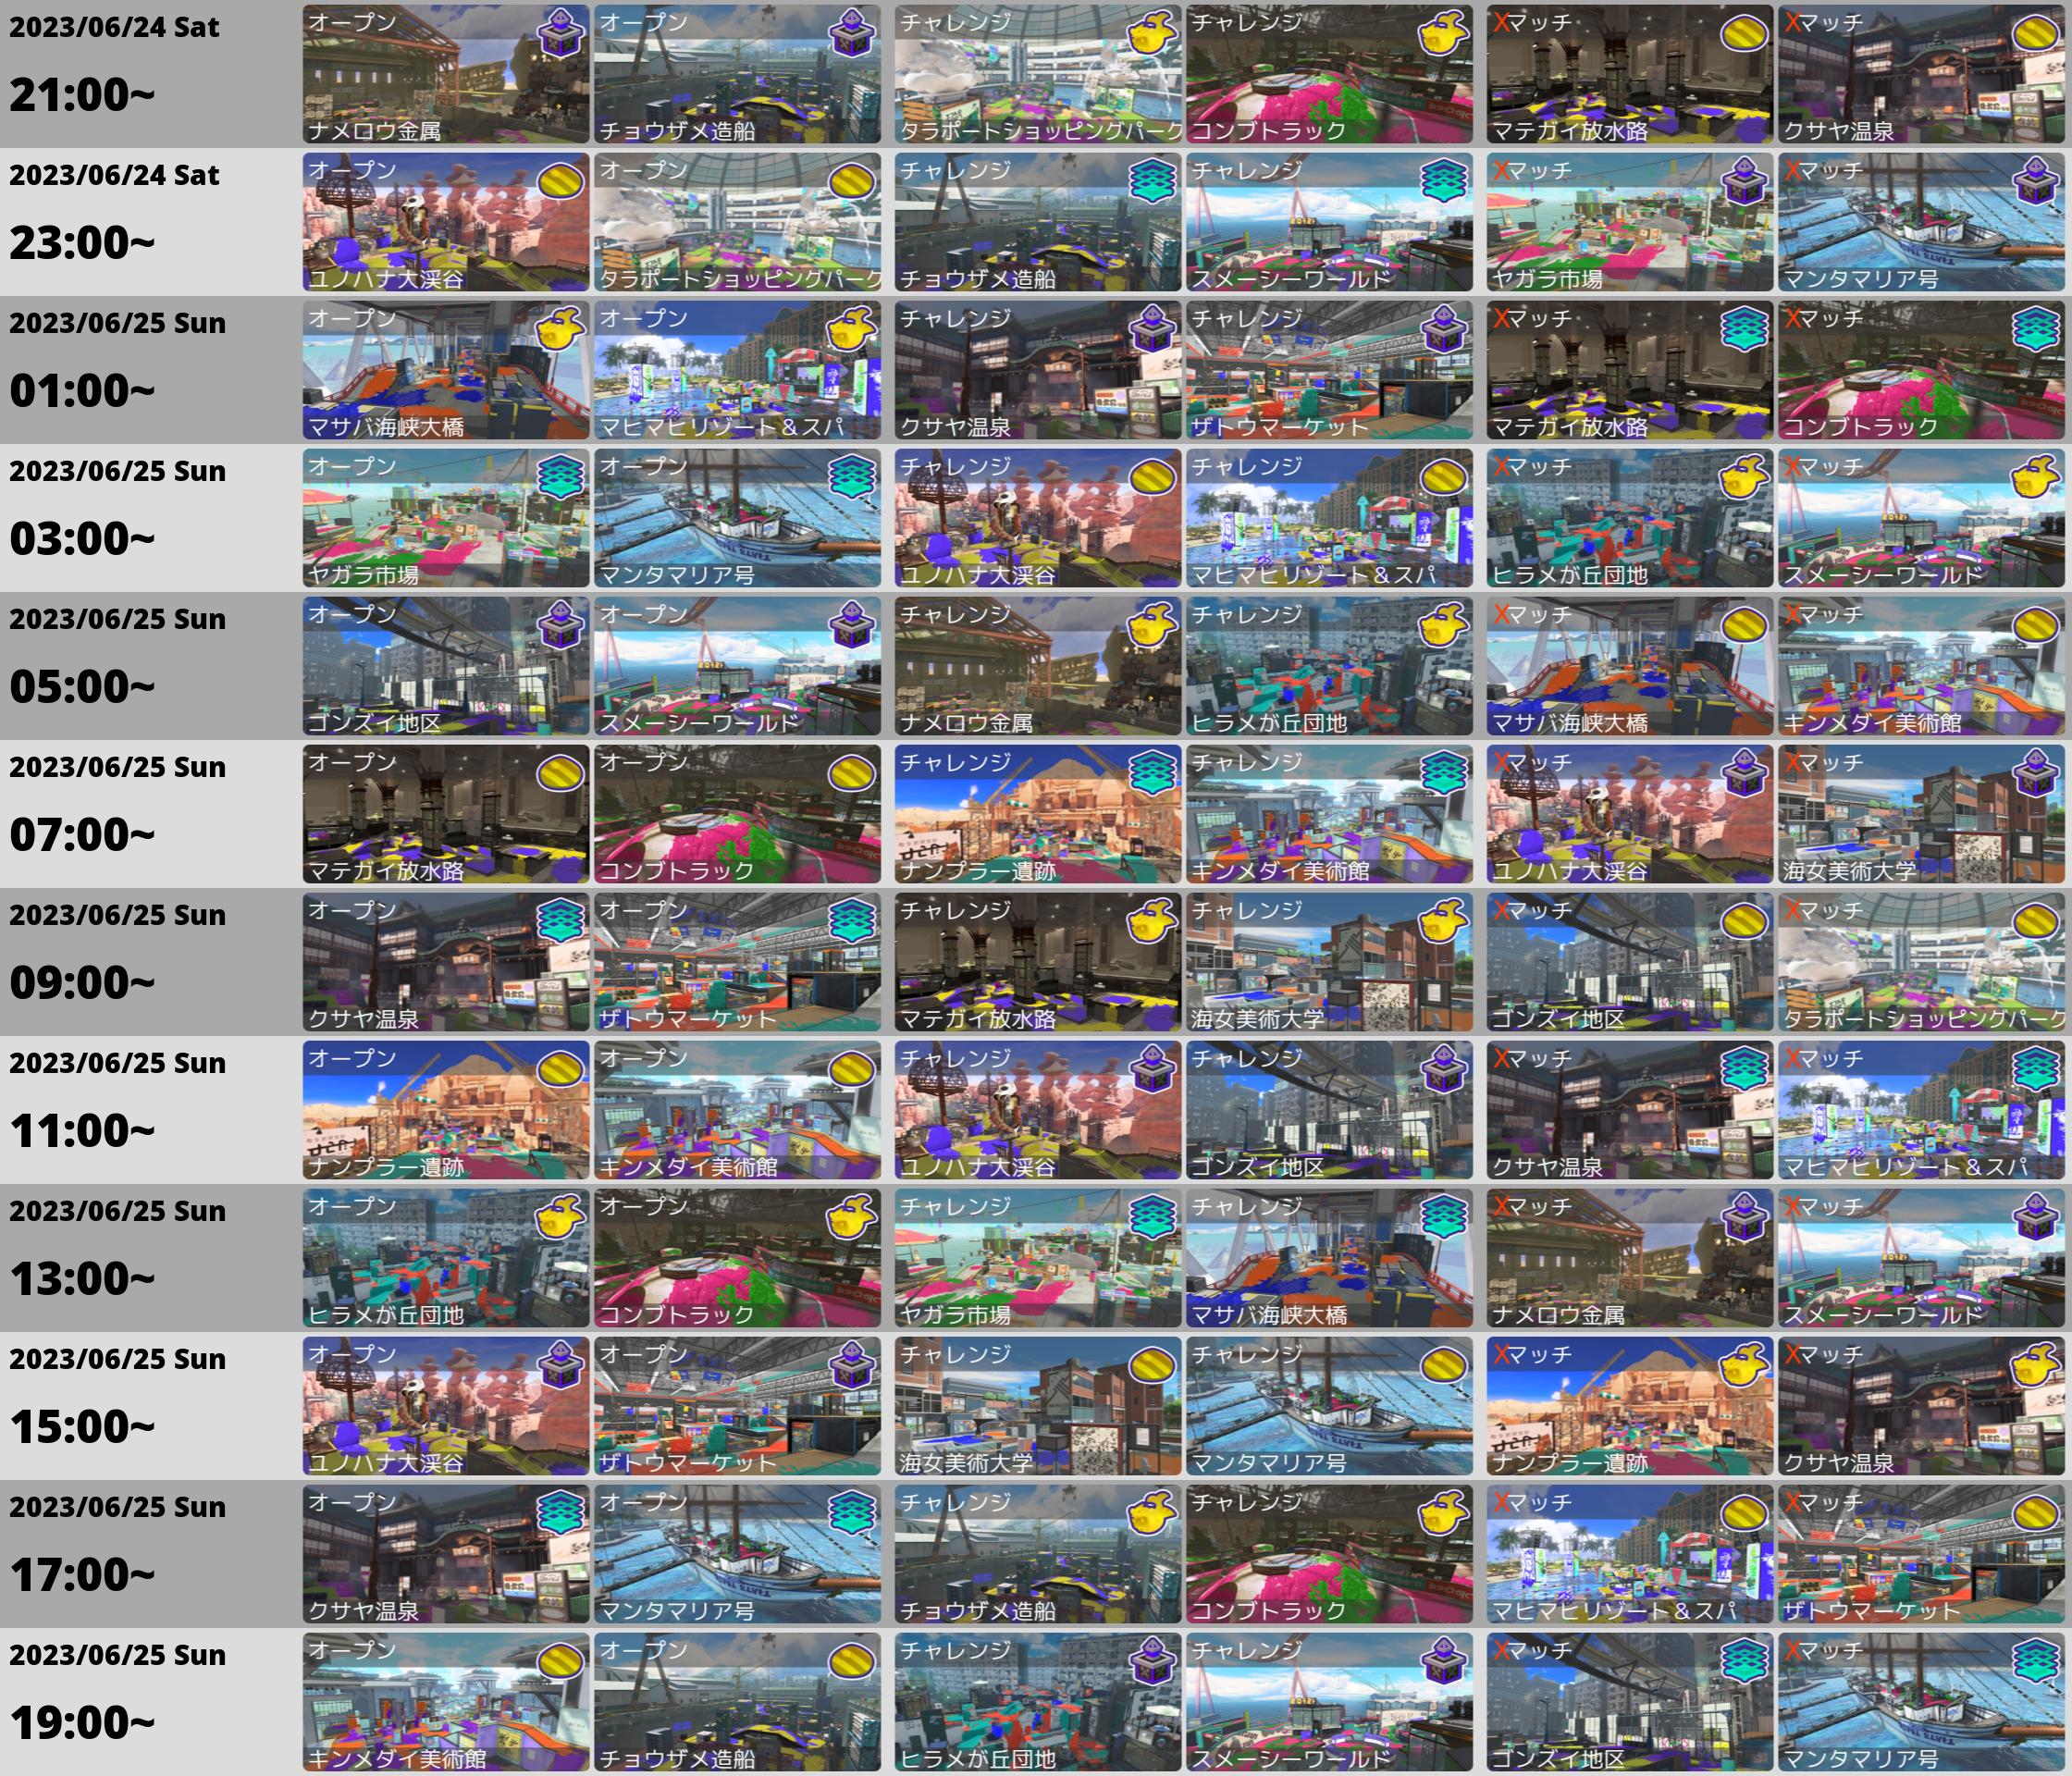 2023/06/24 Sat
21:00~
オープン
ナメロウ金属
オープン
チョウザメ造船
チャレンジ
タラポートショッピングパーク
チャレンジ
コンブトラック
Xマッチ
マテガイ放水路
Xマッチ
クサヤ温泉
2023/06/24 Sat
23:00~
オープン
ユノハナ大渓谷
オープン
タラポートショッピングパーク
チャレンジ
チョウザメ造船
チャレンジ
スメーシーワールド
Xマッチ
ヤガラ市場
Xマッチ
マンタマリア号
2023/06/25 Sun
01:00~
オープン
マサバ海峡大橋
オープン
マヒマヒリゾート&スパ
チャレンジ
クサヤ温泉
チャレンジ
ザトウマーケット
Xマッチ
マテガイ放水路
Xマッチ
コンブトラック
2023/06/25 Sun
03:00~
オープン
ヤガラ市場
オープン
マンタマリア号
チャレンジ
ユノハナ大渓谷
チャレンジ
マヒマヒリゾート&スパ
Xマッチ
ヒラメが丘団地
Xマッチ
スメーシーワールド
2023/06/25 Sun
05:00~
オープン
ゴンズイ地区
オープン
スメーシーワールド
チャレンジ
ナメロウ金属
チャレンジ
ヒラメが丘団地
Xマッチ
マサバ海峡大橋
Xマッチ
キンメダイ美術館
2023/06/25 Sun
07:00~
オープン
マテガイ放水路
オープン
コンブトラック
チャレンジ
ナンプラー遺跡
チャレンジ
キンメダイ美術館
Xマッチ
ユノハナ大渓谷
Xマッチ
海女美術大学
2023/06/25 Sun
09:00~
オープン
クサヤ温泉
オープン
ザトウマーケット
チャレンジ
マテガイ放水路
チャレンジ
海女美術大学
Xマッチ
ゴンズイ地区
Xマッチ
タラポートショッピングパーク
2023/06/25 Sun
11:00~
オープン
ナンプラー遺跡
オープン
キンメダイ美術館
チャレンジ
ユノハナ大渓谷
チャレンジ
ゴンズイ地区
Xマッチ
クサヤ温泉
Xマッチ
マヒマヒリゾート&スパ
2023/06/25 Sun
13:00~
オープン
ヒラメが丘団地
オープン
コンブトラック
チャレンジ
ヤガラ市場
チャレンジ
マサバ海峡大橋
Xマッチ
ナメロウ金属
Xマッチ
スメーシーワールド
2023/06/25 Sun
15:00~
オープン
ユノハナ大渓谷
オープン
ザトウマーケット
チャレンジ
海女美術大学
チャレンジ
マンタマリア号
Xマッチ
ナンプラー遺跡
Xマッチ
クサヤ温泉
2023/06/25 Sun
17:00~
オープン
クサヤ温泉
オープン
マンタマリア号
チャレンジ
チョウザメ造船
チャレンジ
コンブトラック
Xマッチ
マヒマヒリゾート&スパ
Xマッチ
ザトウマーケット
2023/06/25 Sun
19:00~
オープン
キンメダイ美術館
オープン
チョウザメ造船
チャレンジ
ヒラメが丘団地
チャレンジ
スメーシーワールド
Xマッチ
ゴンズイ地区
Xマッチ
マンタマリア号